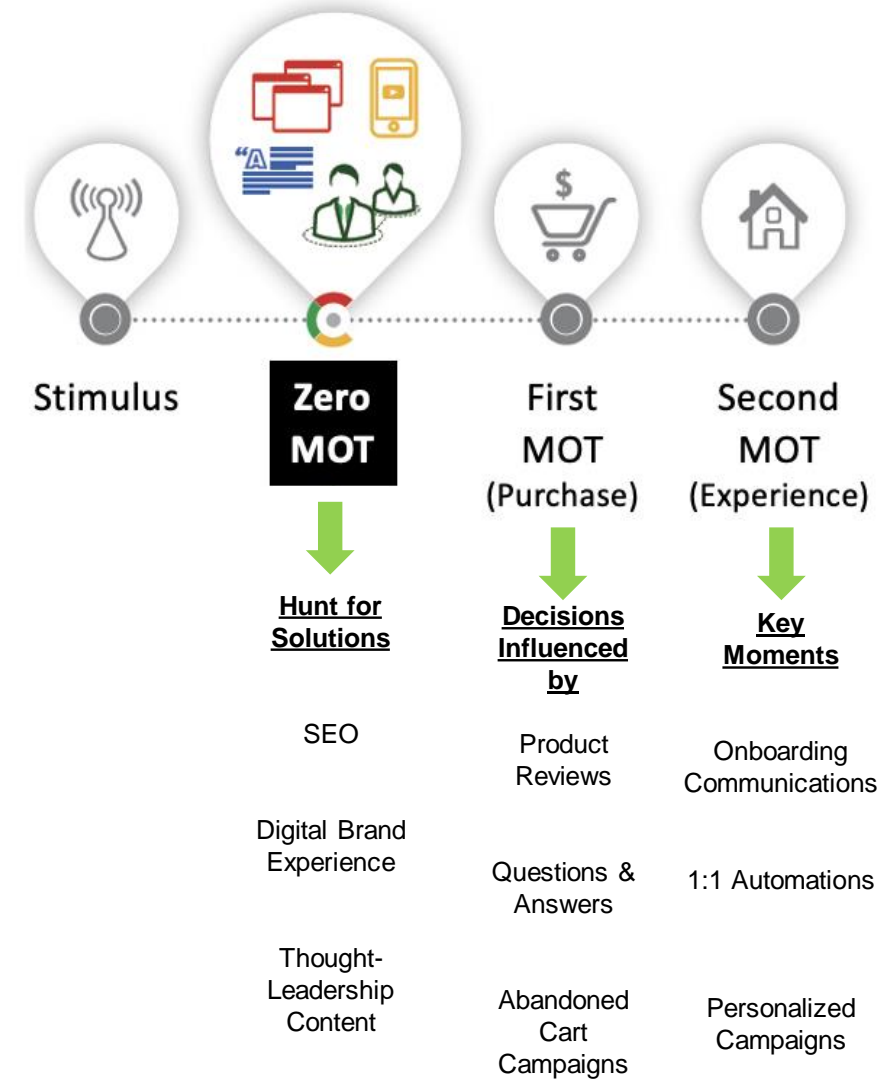 “A
$
Stimulus
Zero
MOT
First
MOT
(Purchase)
Second
MOT
(Experience)
Hunt for
Solutions
SEO
Digital Brand
Experience
Thought-
Leadership
Content
Decisions
Influenced
by
Product
Reviews
Questions &
Answers
Abandoned
Cart
Campaigns
Key
Moments
Onboarding
Communications
1:1 Automations
Personalized
Campaigns